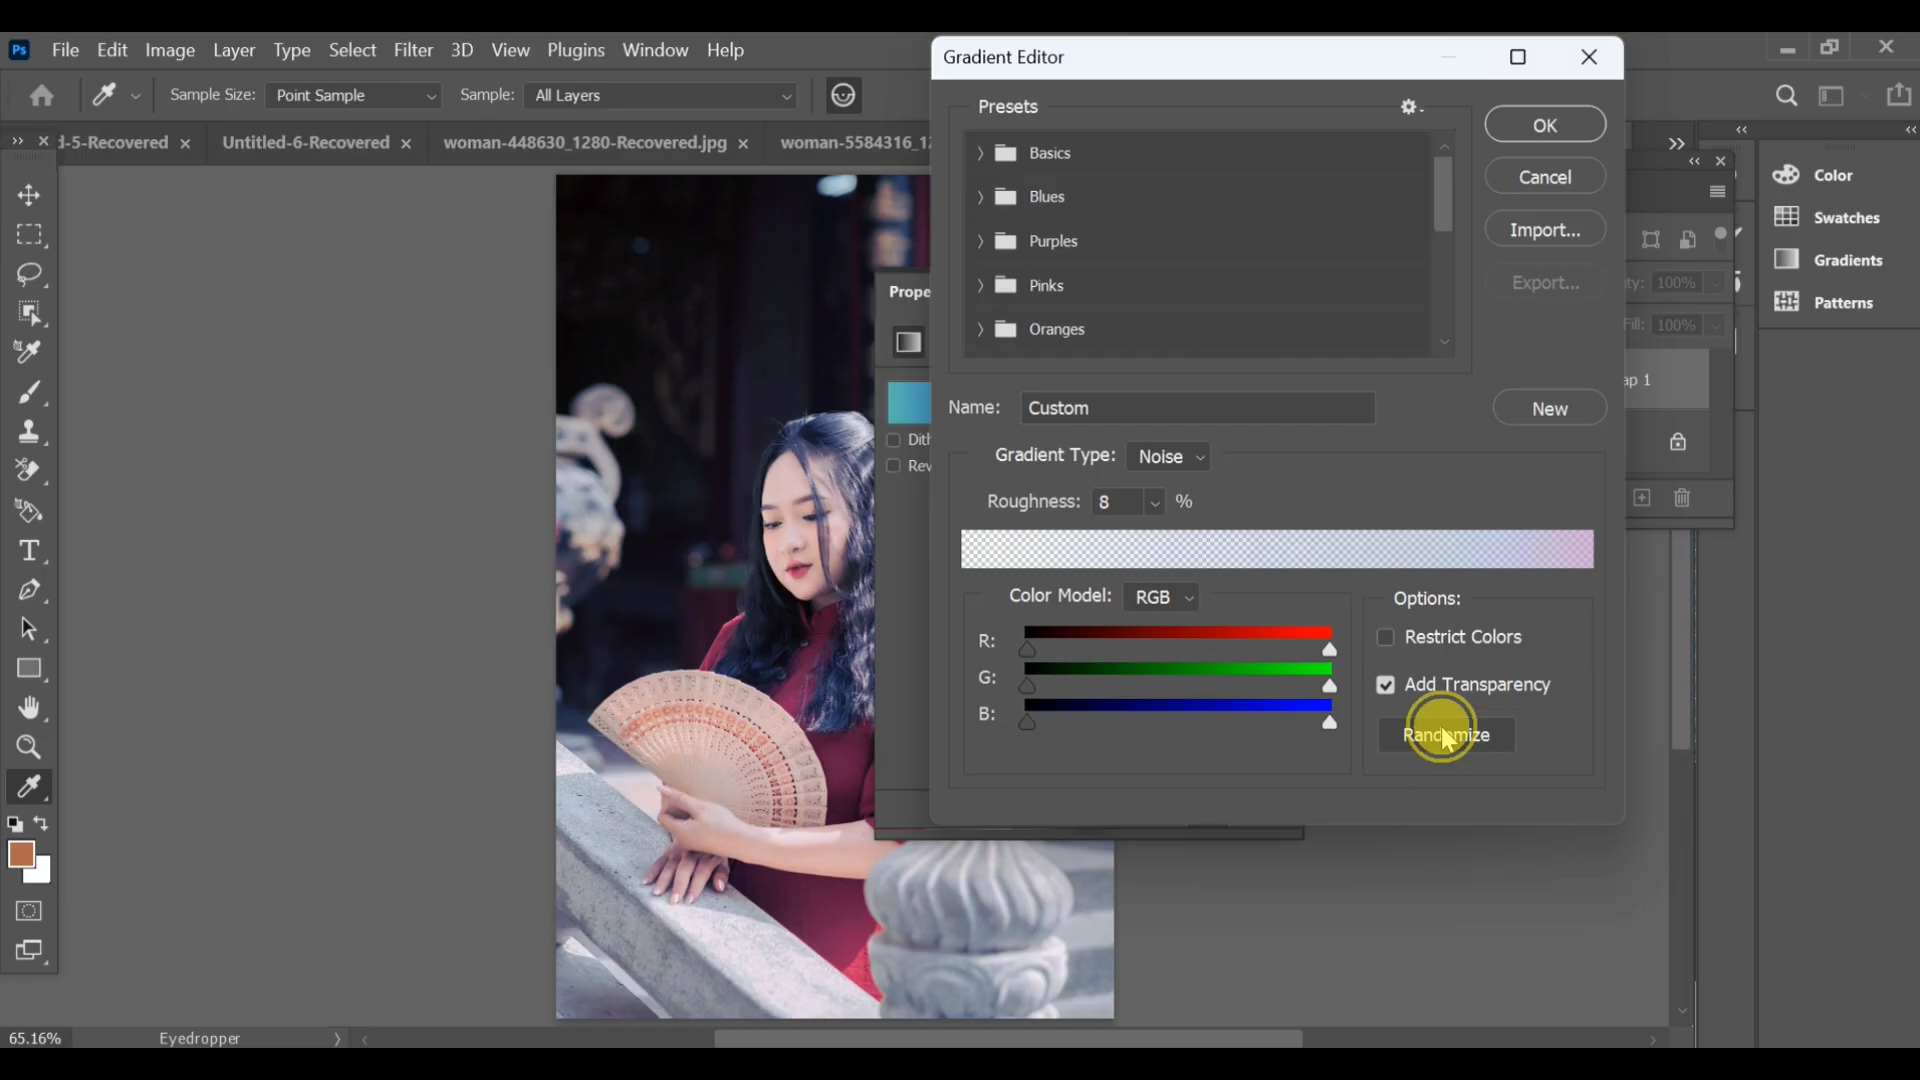 Ps File Edit Image Layer Type Select Filter 3D View Plugins Window Help
Sample Size: Point Sample Sample: All Layers
d-5-Recovered Untitled-6-Recovered woman-448630_1280-Recovered.jpg woman-5584316_12
Gradient Editor
Presets
Basics
Blues
Purples
Pinks
Oranges
OK
Cancel
Import...
Export...
Name: Custom
New
Gradient Type: Noise
Roughness: 8 %
Color Model: RGB
R:
G:
B:
Options:
Restrict Colors
Add Transparency
Randomize
Prope
Dith
Rev
ity: 100%
Fill: 100%
ap 1
Color
Swatches
Gradients
Patterns
T
65.16% Eyedropper